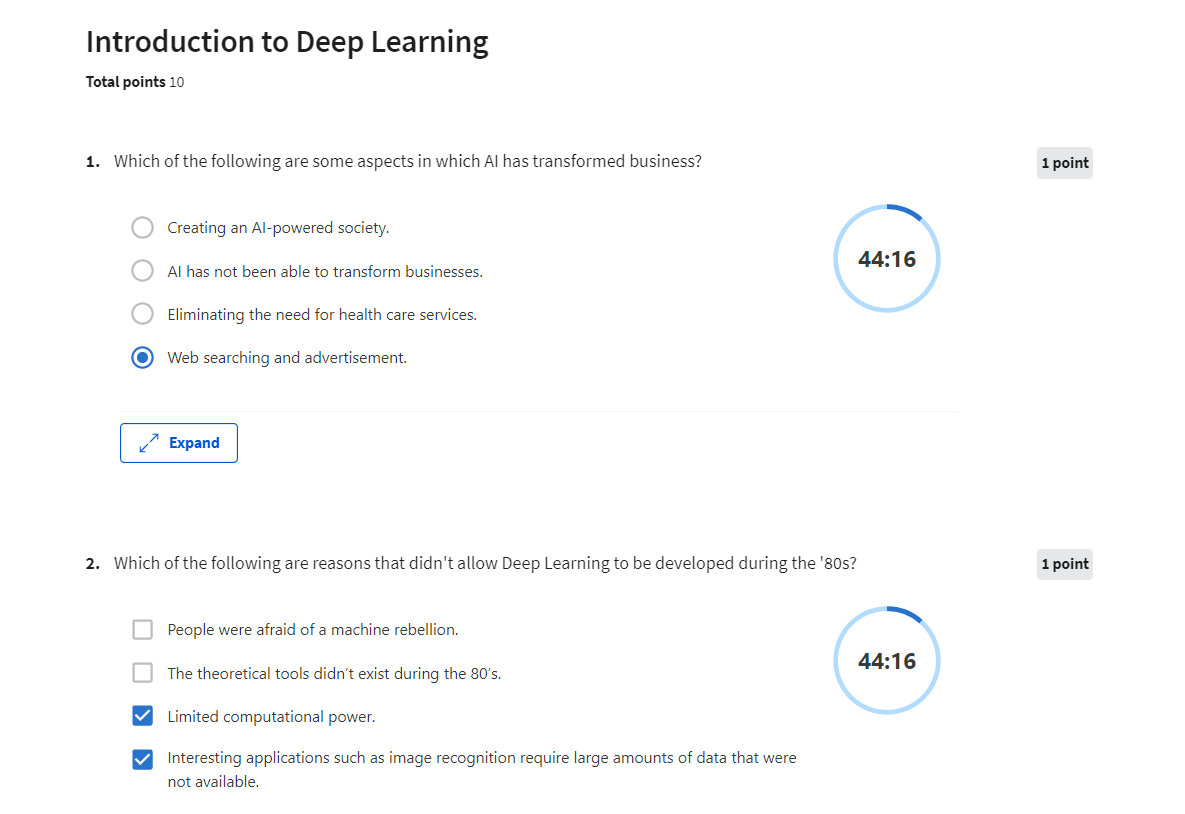 Introduction to Deep Learning
Total points 10
1. Which of the following are some aspects in which AI has transformed business?
1 point
Creating an AI-powered society.
AI has not been able to transform businesses.
Eliminating the need for health care services.
Web searching and advertisement.
44:16
Expand
2. Which of the following are reasons that didn't allow Deep Learning to be developed during the '80s?
1 point
People were afraid of a machine rebellion.
The theoretical tools didn't exist during the 80's.
Limited computational power.
Interesting applications such as image recognition require large amounts of data that were
not available.
44:16